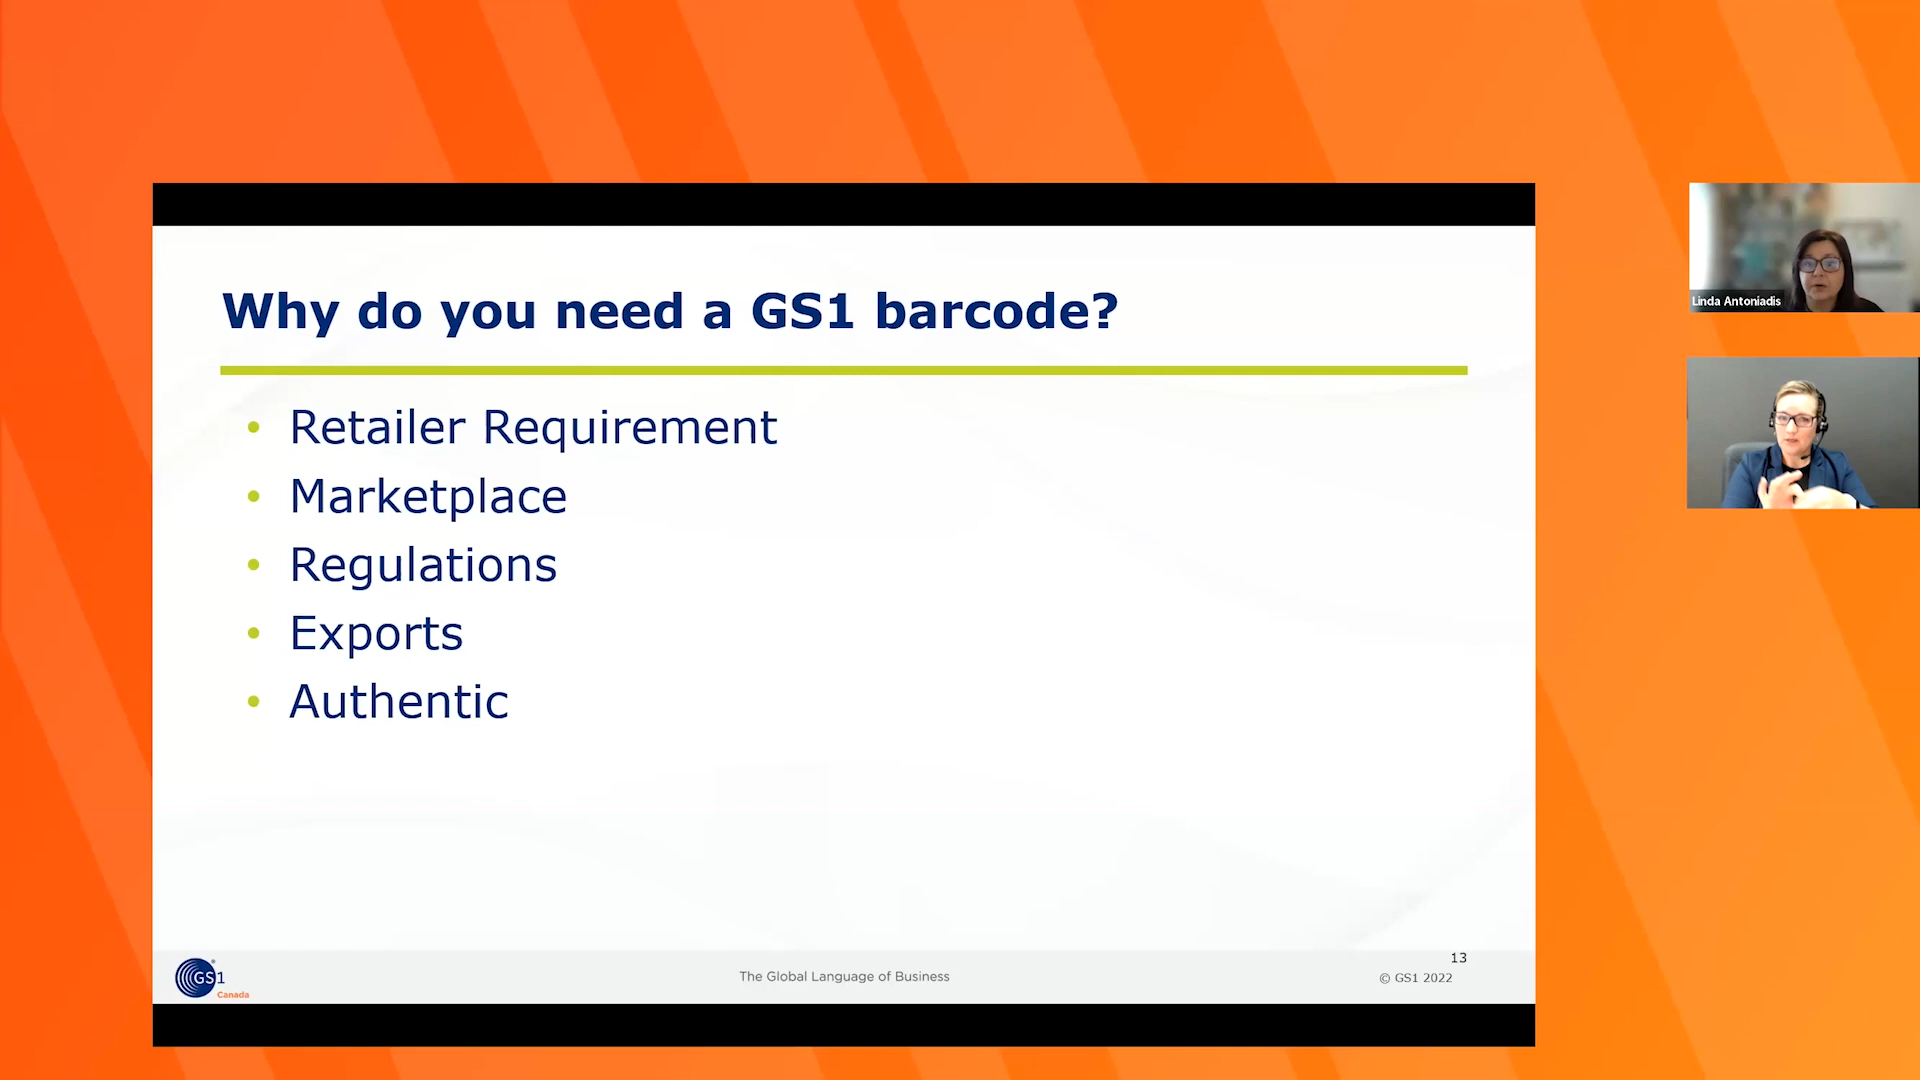 Why do you need a GS1 barcode?
• Retailer Requirement
• Marketplace
• Regulations
• Exports
• Authentic
Linda Antoniadis
GS1®
Canada
The Global Language of Business
13
© GS1 2022